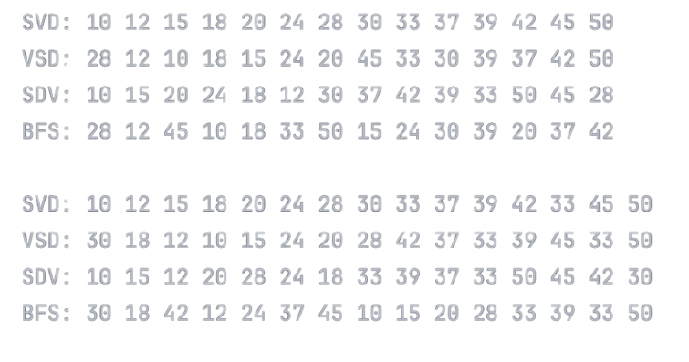 SVD: 10 12 15 18 20 24 28 30 33 37 39 42 45 50
VSD: 28 12 10 18 15 24 20 45 33 30 39 37 42 50
SDV: 10 15 20 24 18 12 30 37 42 39 33 50 45 28
BFS: 28 12 45 10 18 33 50 15 24 30 39 20 37 42
SVD: 10 12 15 18 20 24 28 30 33 37 39 42 33 45 50
VSD: 30 18 12 10 15 24 20 28 42 37 33 39 45 33 50
SDV: 10 15 12 20 28 24 18 33 39 37 33 50 45 42 30
BFS: 30 18 42 12 24 37 45 10 15 20 28 33 39 33 50